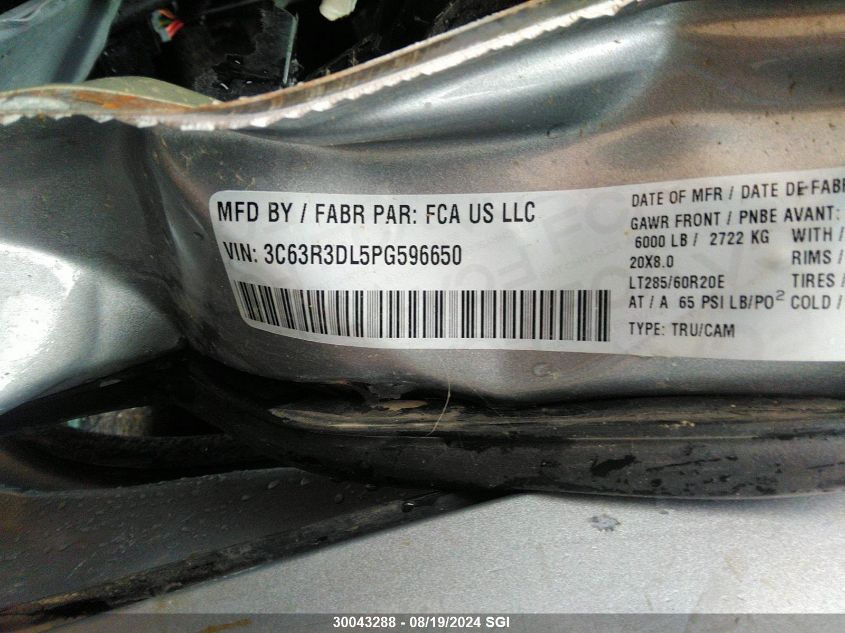 MFD BY / FABR PAR: FCA US LLC
VIN: 3C63R3DL5PG596650
DATE OF MFR / DATE DE FABR
GAWR FRONT / PNBE AVANT:
6000 LB / 2722 KG WITH /
20X8.0 RIMS /
LT285/60R20E TIRES /
AT / A 65 PSI LB/PO² COLD /
TYPE: TRU/CAM
30043288 - 08/19/2024 SGI